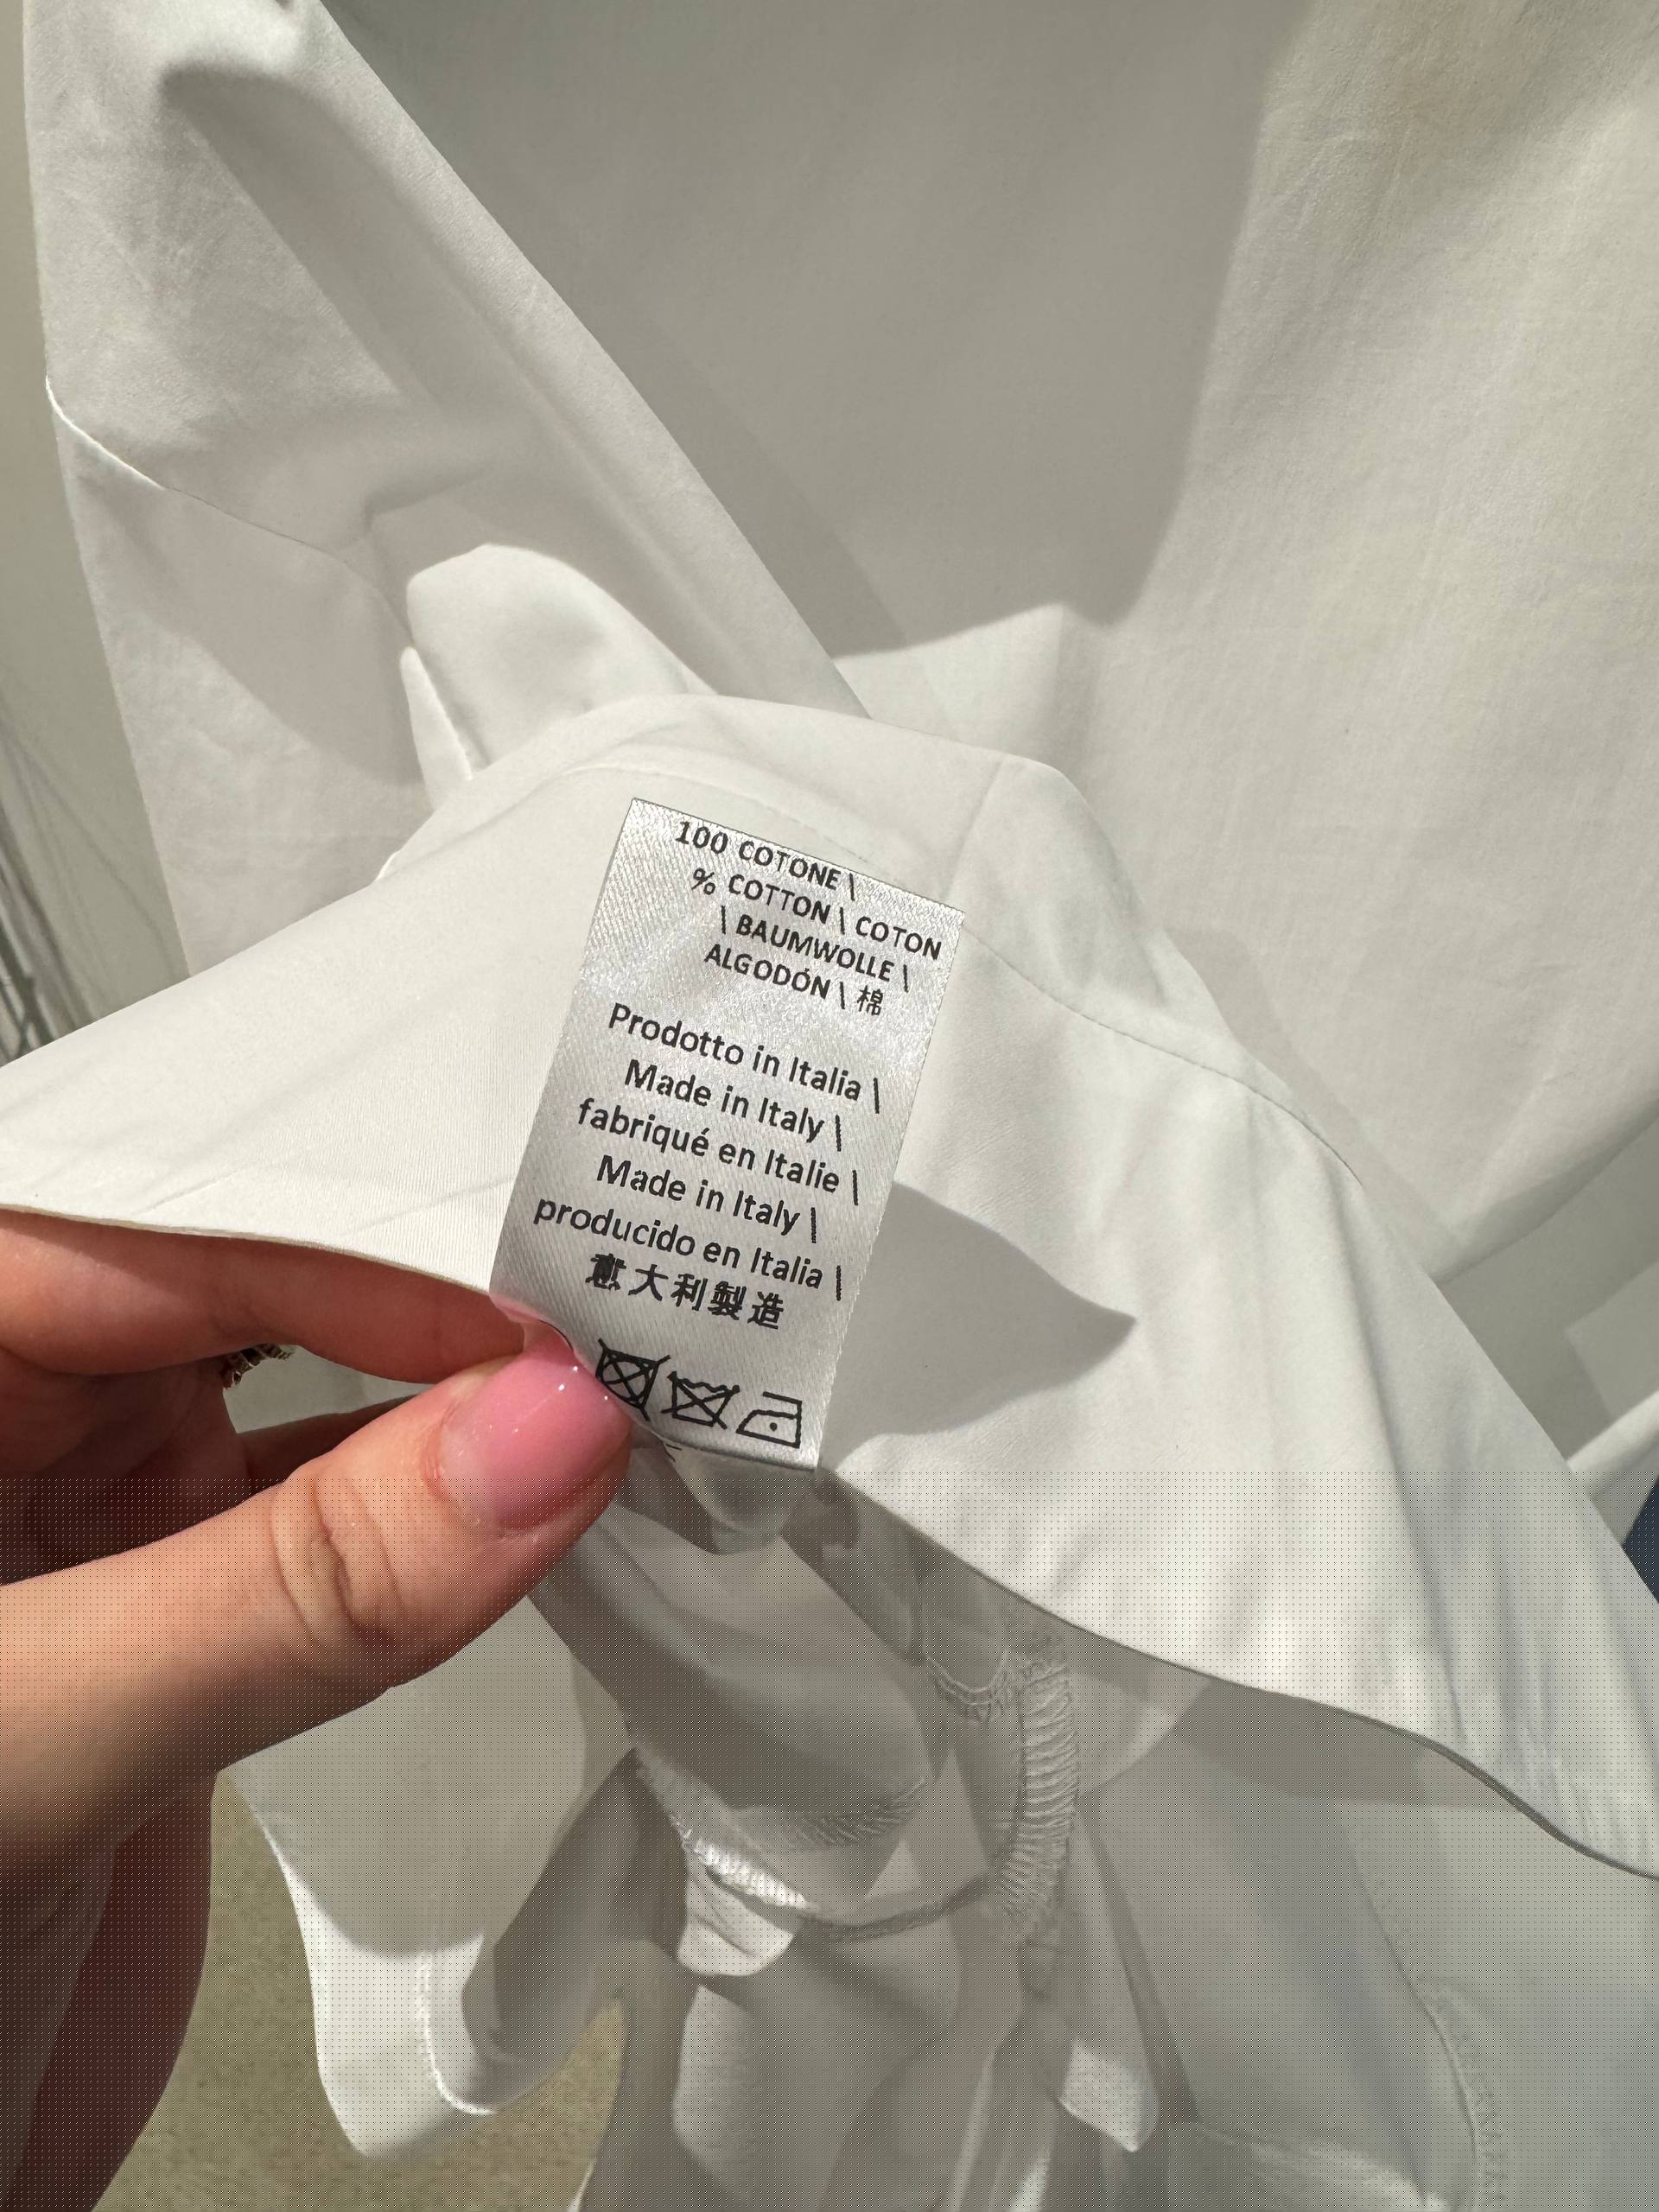 100 COTONE \
% COTTON \ COTON
\ BAUMWOLLE \
ALGODÓN \ 棉
Prodotto in Italia \
Made in Italy \
fabriqué en Italie \
Made in Italy \
producido en Italia \
意大利製造